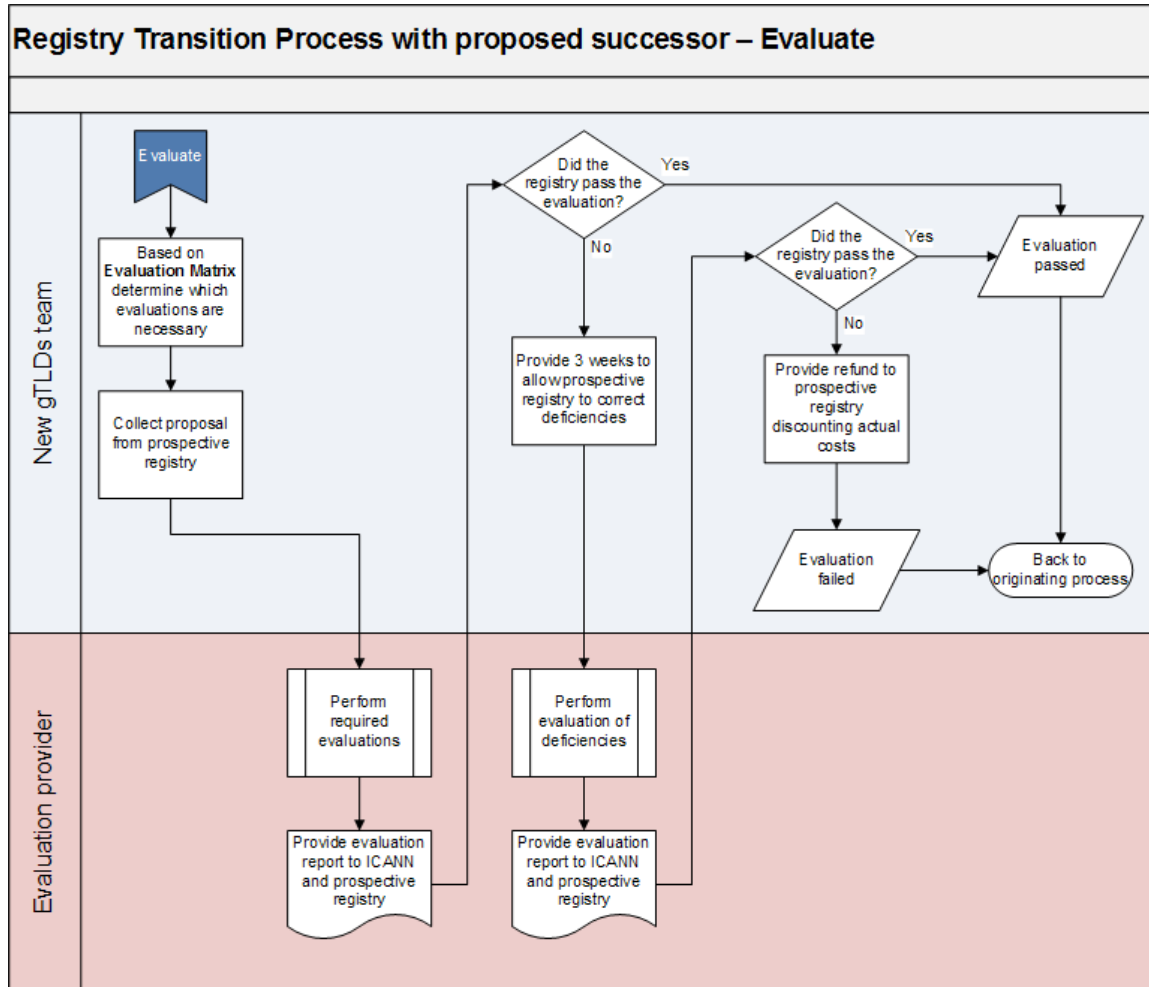 Registry Transition Process with proposed successor – Evaluate
New gTLDs team
Evaluate
Based on
Evaluation Matrix
determine which
evaluations are
necessary
Collect proposal
from prospective
registry
Did the
registry pass the
evaluation?
Yes
No
Provide 3 weeks to
allow prospective
registry to correct
deficiencies
Did the
registry pass the
evaluation?
Yes
No
Evaluation
passed
Provide refund to
prospective
registry
discounting actual
costs
Evaluation
failed
Back to
originating process
Evaluation provider
Perform
required
evaluations
Provide evaluation
report to ICANN
and prospective
registry
Perform
evaluation of
deficiencies
Provide evaluation
report to ICANN
and prospective
registry